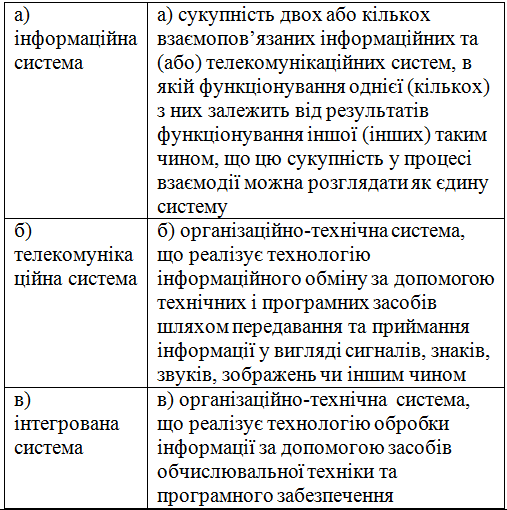 а)
інформаційна
система
а) сукупність двох або кількох
взаємопов’язаних інформаційних та
(або) телекомунікаційних систем, в
якій функціонування однієї (кількох)
з них залежить від результатів
функціонування іншої (інших) таким
чином, що цю сукупність у процесі
взаємодії можна розглядати як єдину
систему
б)
телекомуніка
ційна система
б) організаційно-технічна система,
що реалізує технологію
інформаційного обміну за допомогою
технічних і програмних засобів
шляхом передавання та приймання
інформації у вигляді сигналів, знаків,
звуків, зображень чи іншим чином
в)
інтегрована
система
в) організаційно-технічна система,
що реалізує технологію обробки
інформації за допомогою засобів
обчислювальної техніки та
програмного забезпечення